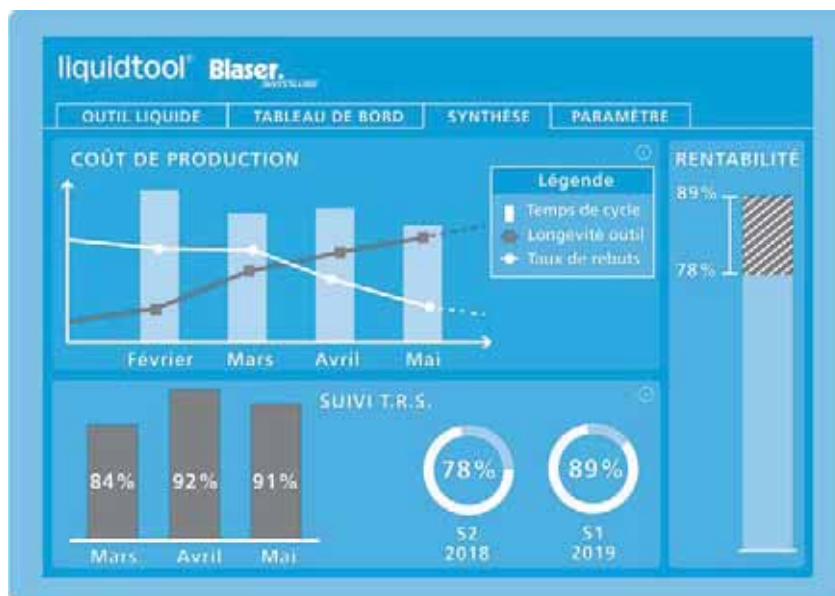 liquidtool® Blaser.
OUTIL LIQUIDE TABLEAU DE BORD SYNTHÈSE PARAMÈTRE
COÛT DE PRODUCTION
Légende
Temps de cycle
Longévité outil
Taux de rebuts
Février Mars Avril Mai
RENTABILITÉ
89%
78%
SUIVI T.R.S.
84% 92% 91%
Mars Avril Mai
78% 89%
S2 S1
2018 2019